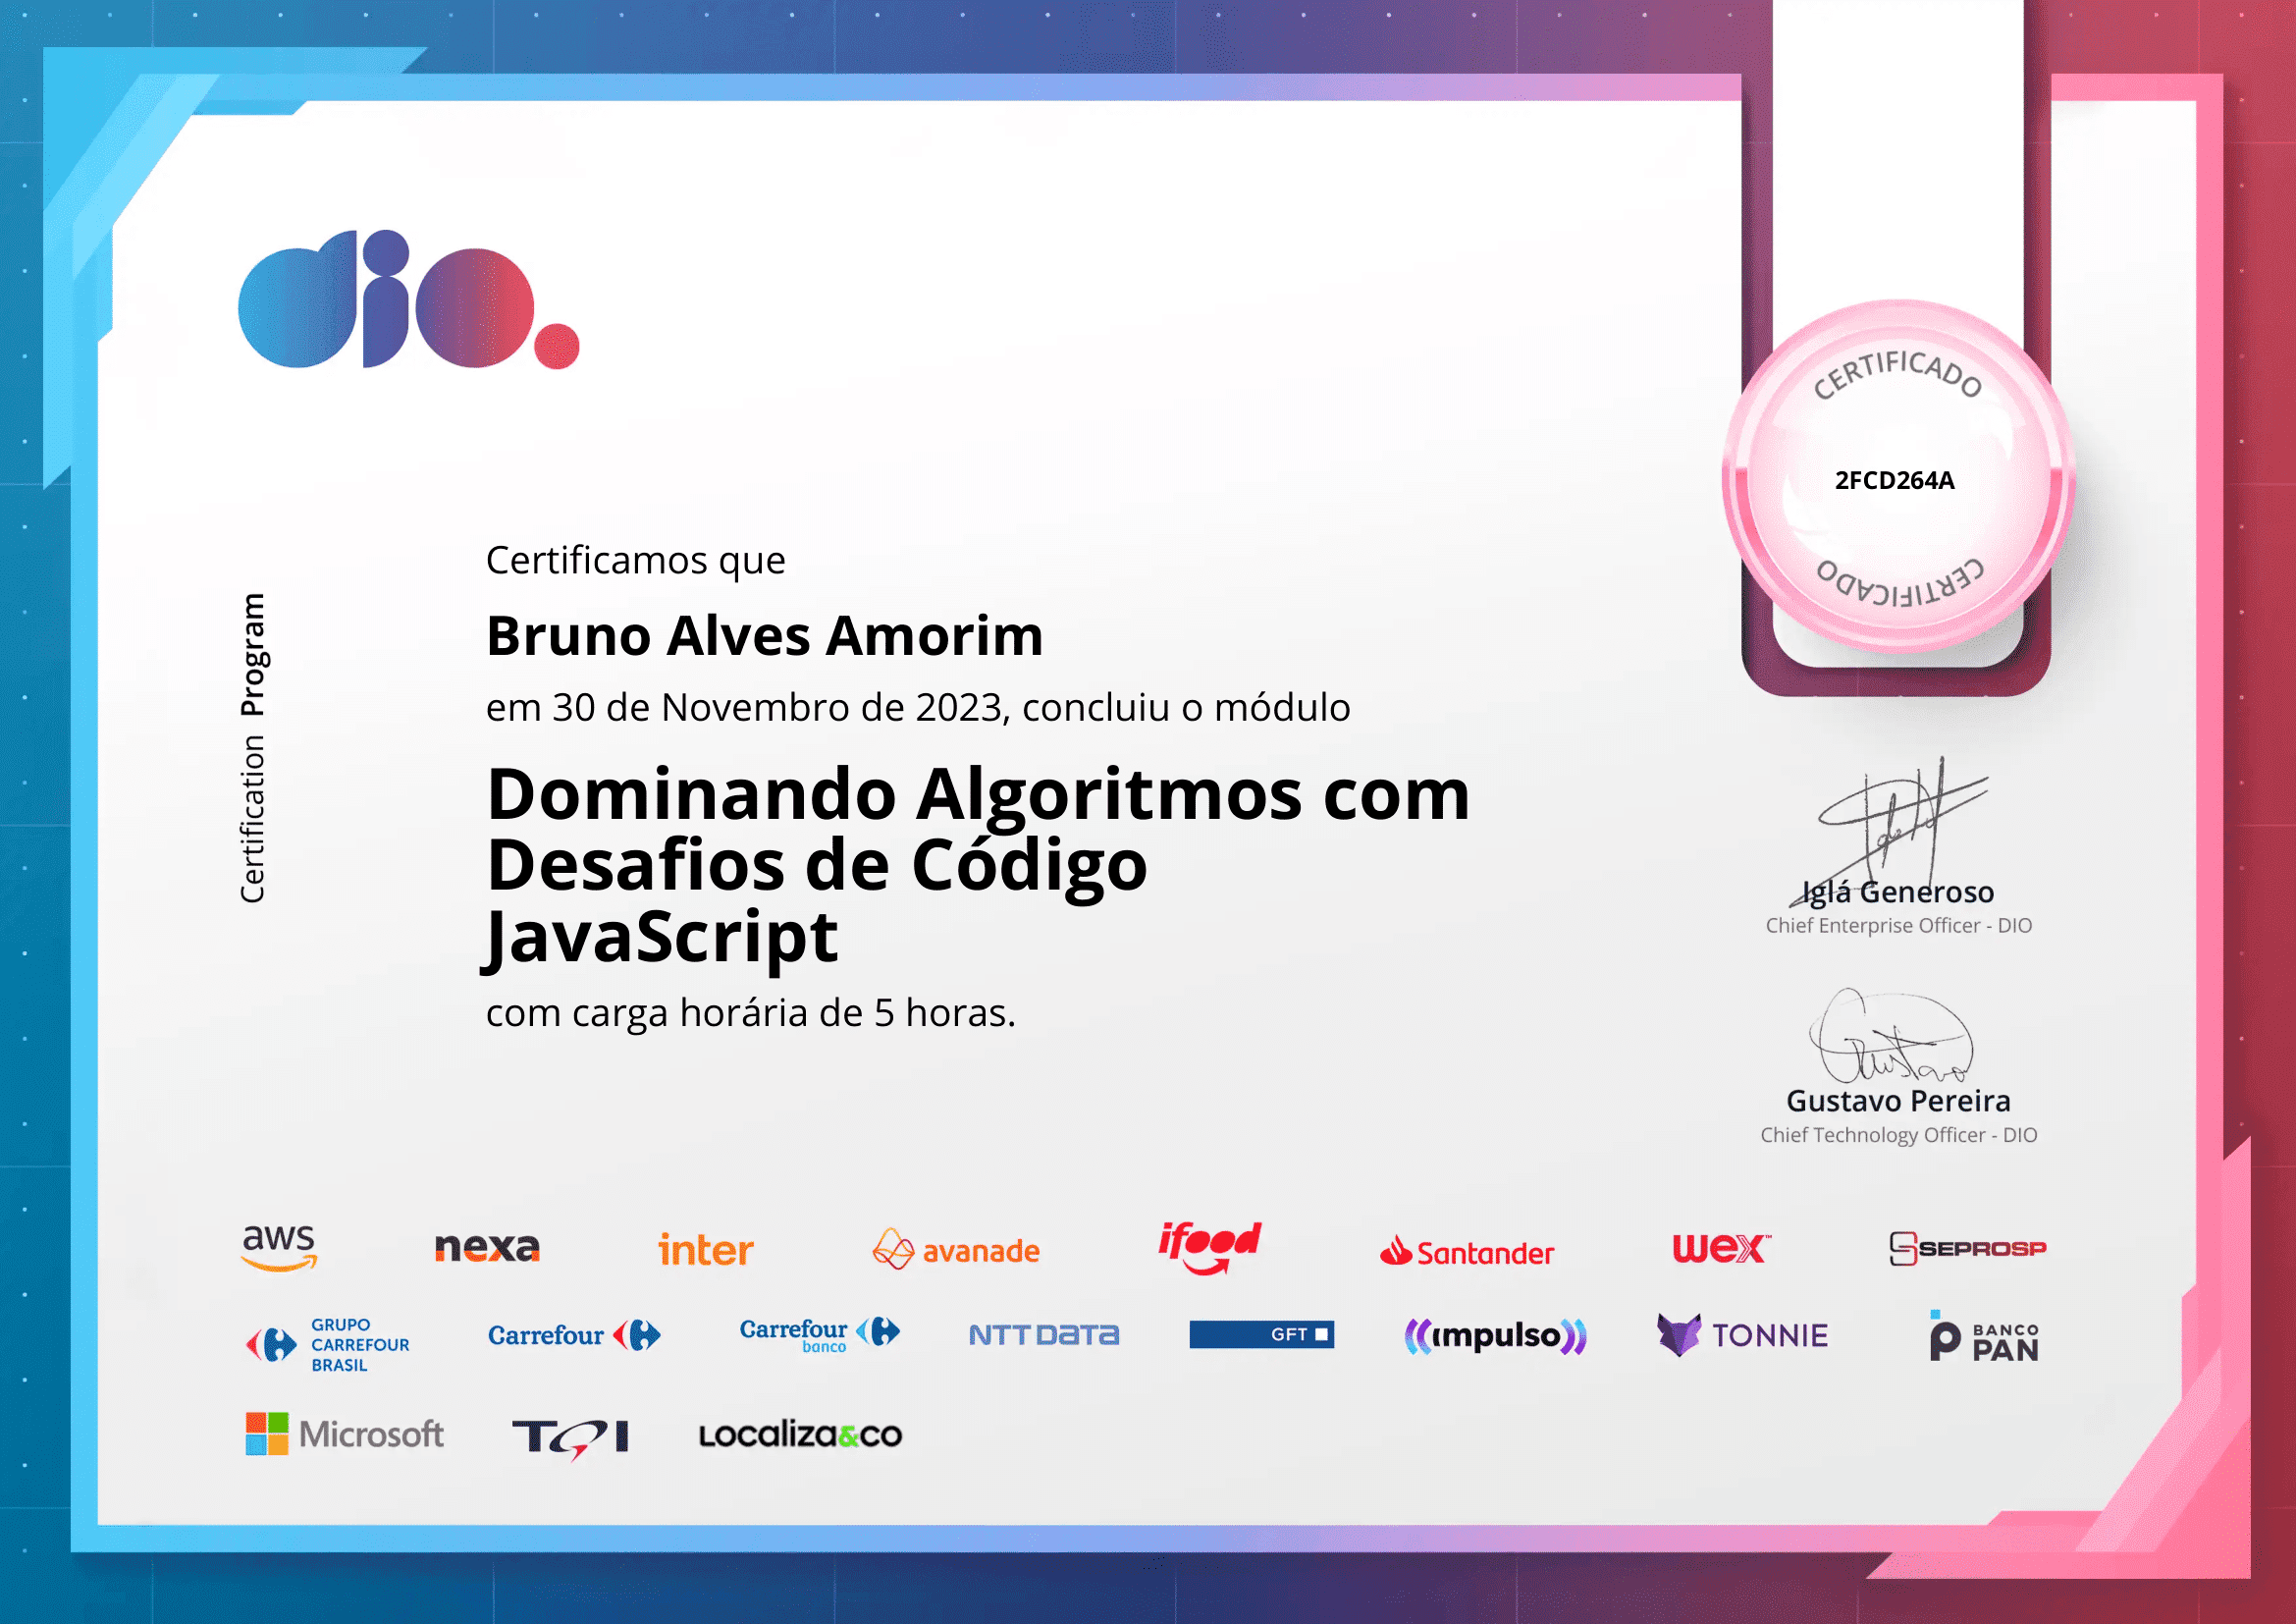 dio.
CERTIFICADO
2FCD264A
CERTIFICADO
Certification Program
Certificamos que
Bruno Alves Amorim
em 30 de Novembro de 2023, concluiu o módulo
Dominando Algoritmos com
Desafios de Código
JavaScript
com carga horária de 5 horas.
Iglá Generoso
Chief Enterprise Officer - DIO
Gustavo
Gustavo Pereira
Chief Technology Officer - DIO
aws nexa inter avanade ifood Santander wex™ SEPROSP
GRUPO
CARREFOUR
BRASIL
Carrefour
Carrefour
banco
NTT DATA
GFT
impulso
TONNIE
BANCO
PAN
Microsoft TQI Localiza&co